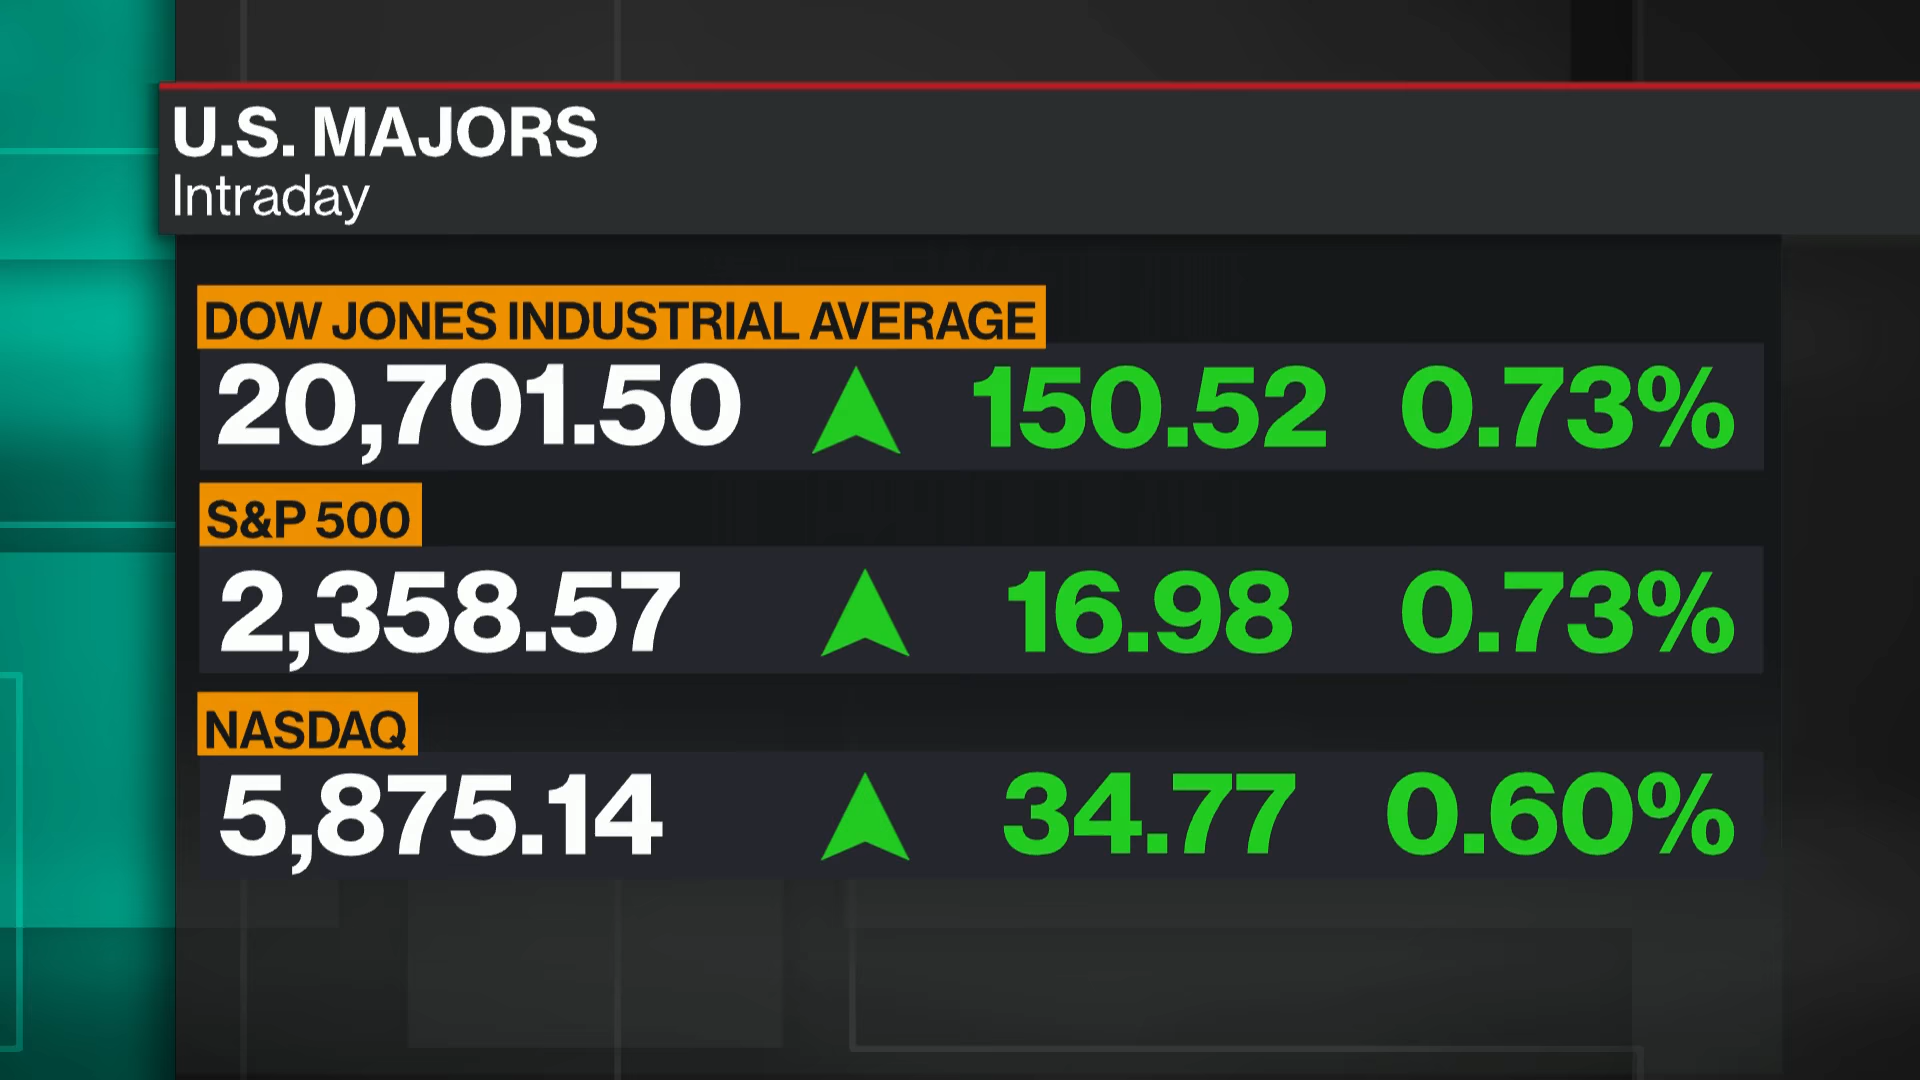 U.S. MAJORS
Intraday
DOW JONES INDUSTRIAL AVERAGE
20,701.50 150.52 0.73%
S&P 500
2,358.57 16.98 0.73%
NASDAQ
5,875.14 34.77 0.60%